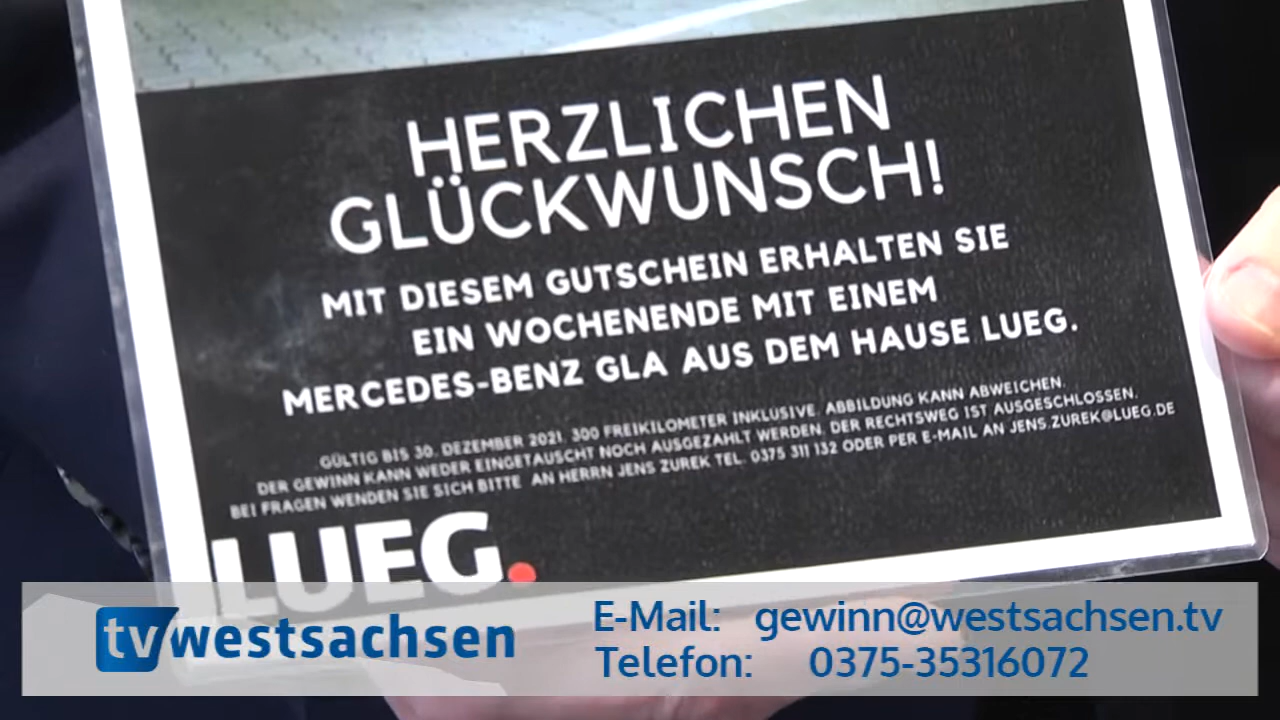 HERZLICHEN
GLÜCKWUNSCH!
MIT DIESEM GUTSCHEIN ERHALTEN SIE
EIN WOCHENENDE MIT EINEM
MERCEDES-BENZ GLA AUS DEM HAUSE LUEG.
GÜLTIG BIS 30. DEZEMBER 2021. 300 FREIKILOMETER INKLUSIVE. ABBILDUNG KANN ABWEICHEN.
DER GEWINN KANN WEDER EINGETAUSCHT NOCH AUSGEZAHLT WERDEN. DER RECHTSWEG IST AUSGESCHLOSSEN.
BEI FRAGEN WENDEN SIE SICH BITTE AN HERRN JENS ZUREK TEL. 0375 311 132 ODER PER E-MAIL AN JENS.ZUREK@LUEG.DE
LUEG.
tvwestsachsen
E-Mail: gewinn@westsachsen.tv
Telefon: 0375-35316072